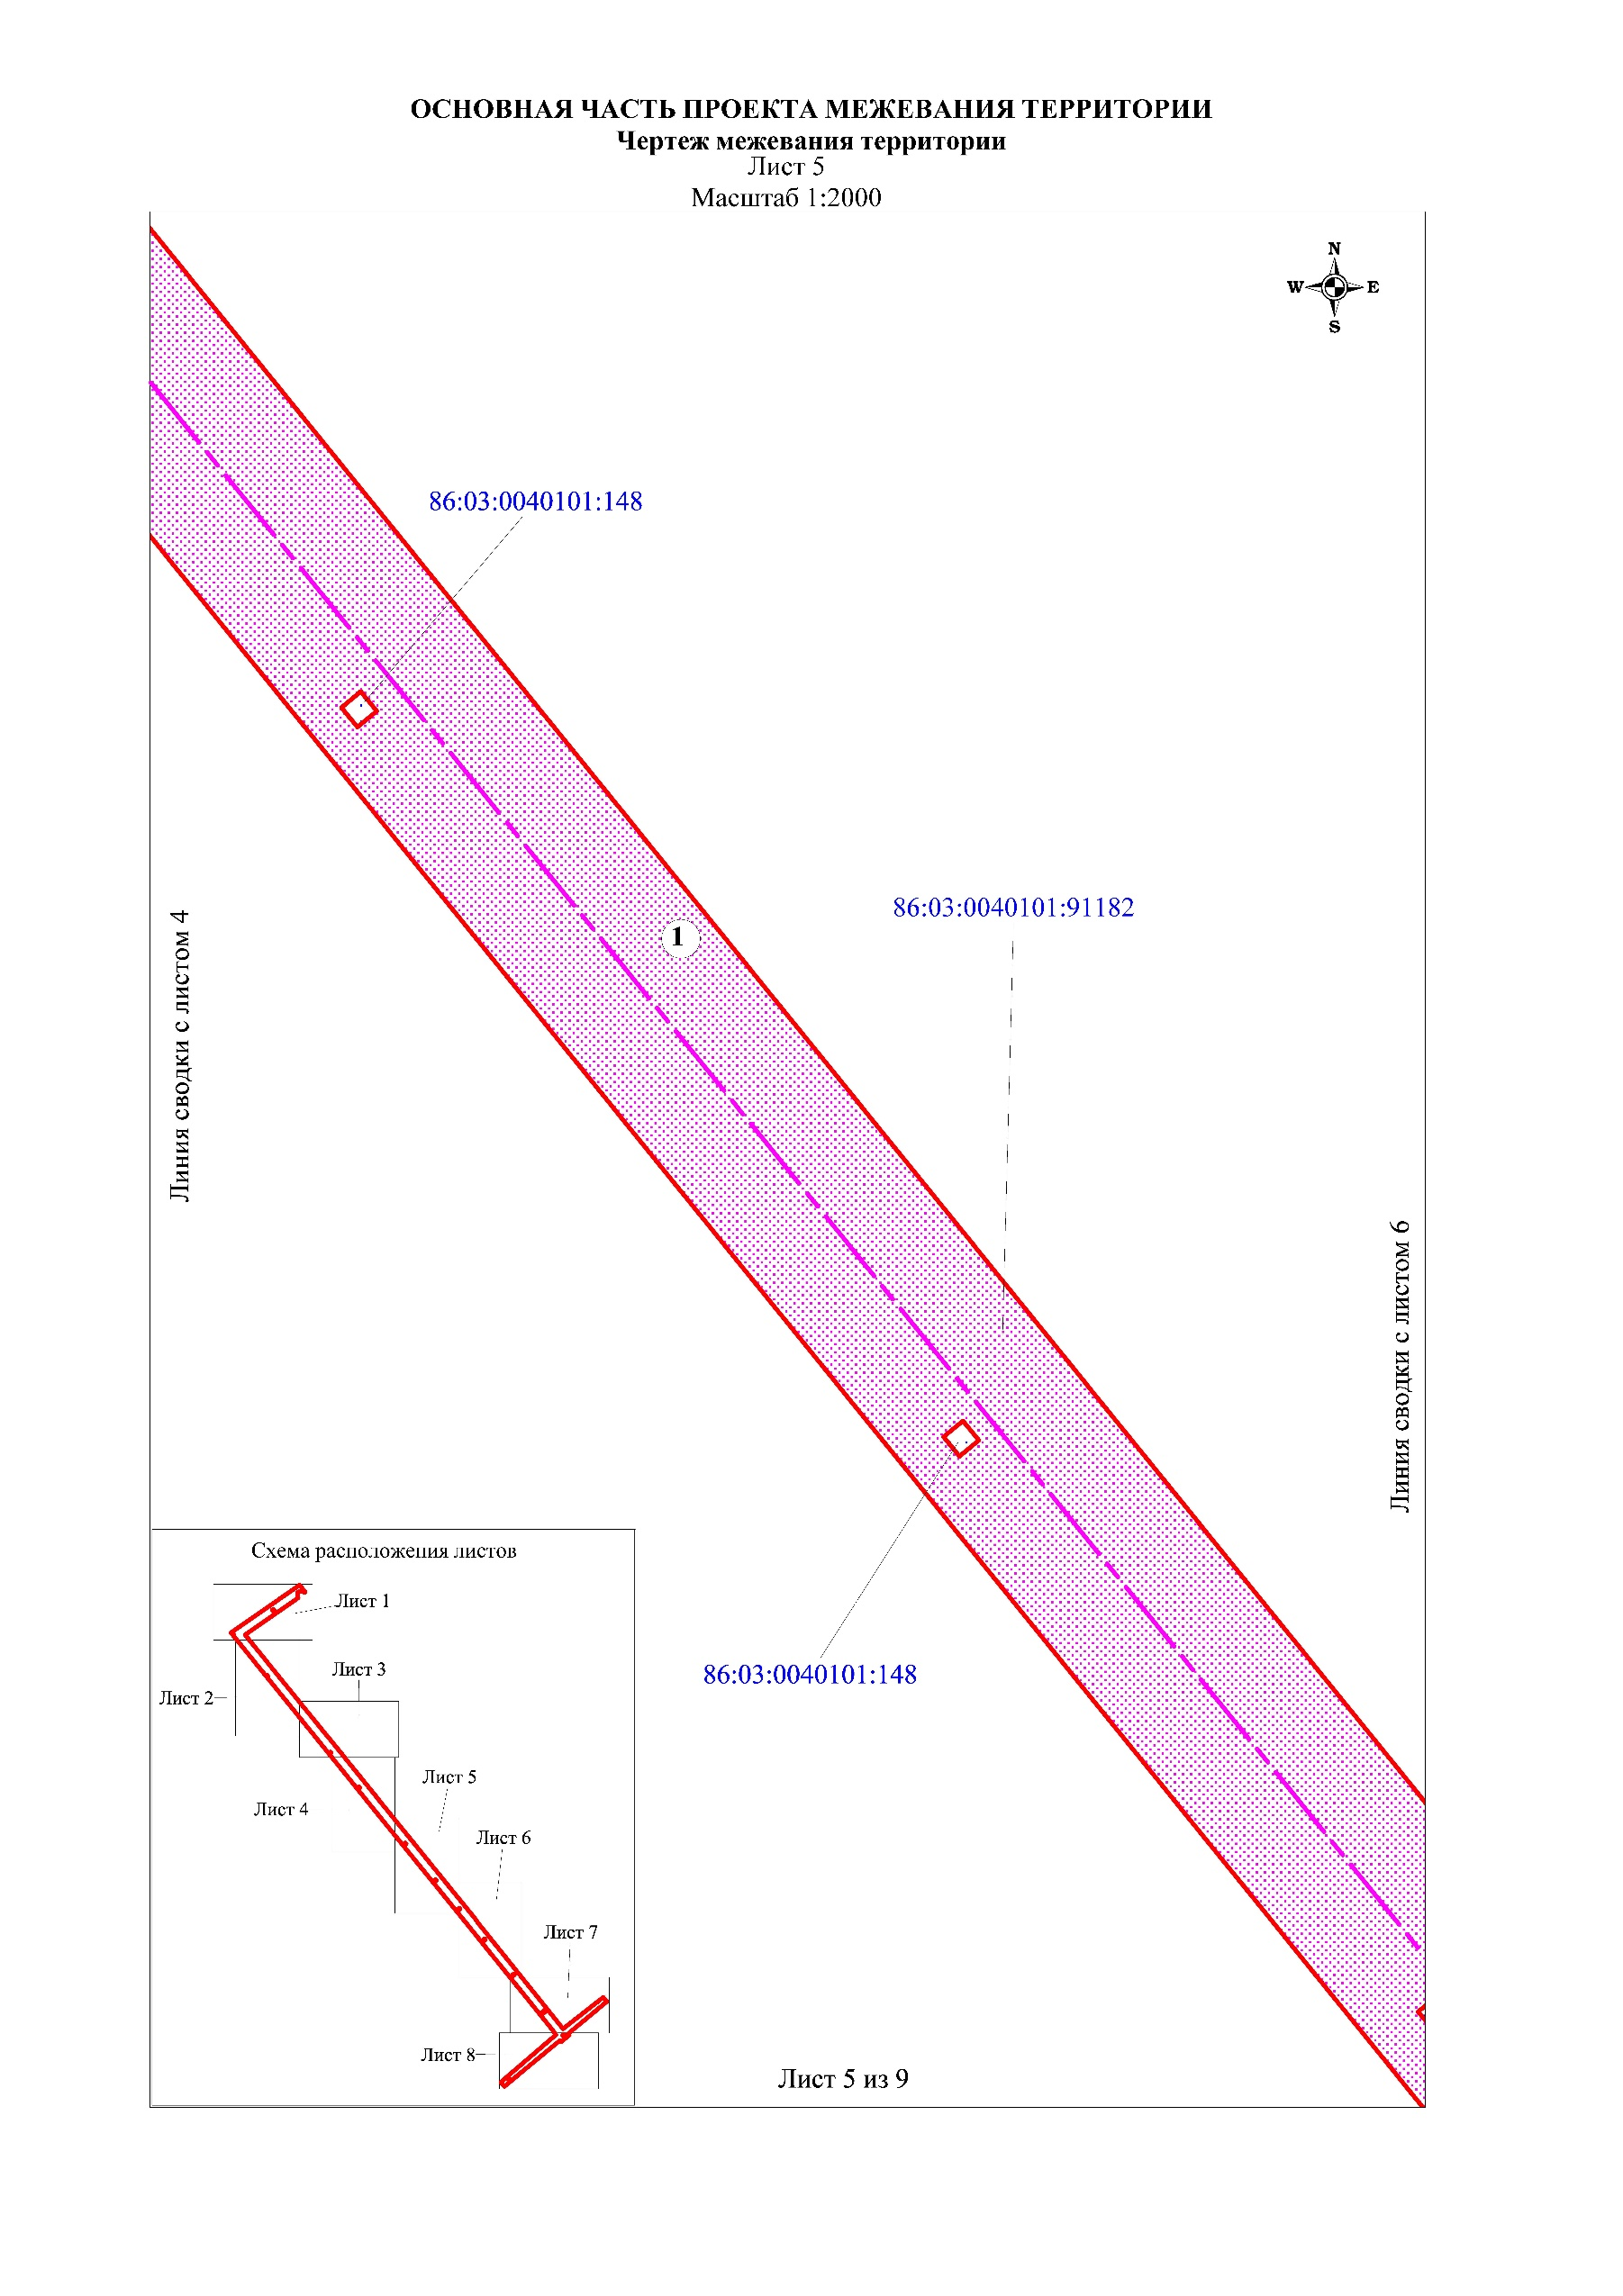 ОСНОВНАЯ ЧАСТЬ ПРОЕКТА МЕЖЕВАНИЯ ТЕРРИТОРИИ
Чертеж межевания территории
Лист 5
Масштаб 1:2000
N
W E
S
86:03:0040101:148
86:03:0040101:91182
1
Линия сводки с листом 4
Линия сводки с листом 6
86:03:0040101:148
Схема расположения листов
Лист 1
Лист 3
Лист 2
Лист 5
Лист 4
Лист 6
Лист 7
Лист 8
Лист 5 из 9